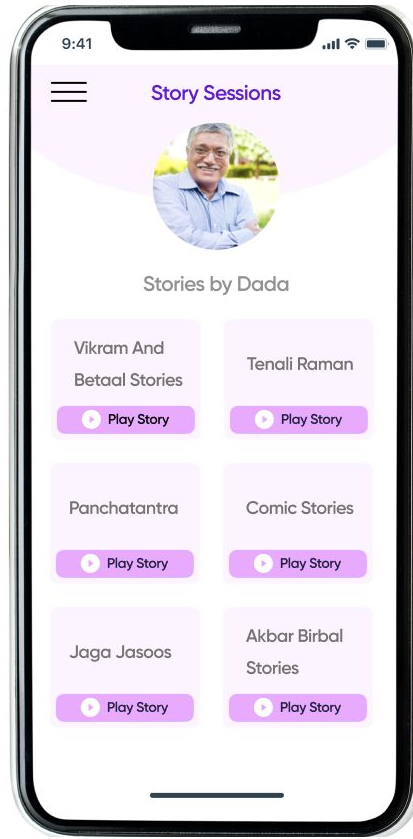 9:41
Story Sessions
Stories by Dada
Vikram And
Betaal Stories
Play Story
Tenali Raman
Play Story
Panchatantra
Play Story
Comic Stories
Play Story
Jaga Jasoos
Play Story
Akbar Birbal
Stories
Play Story